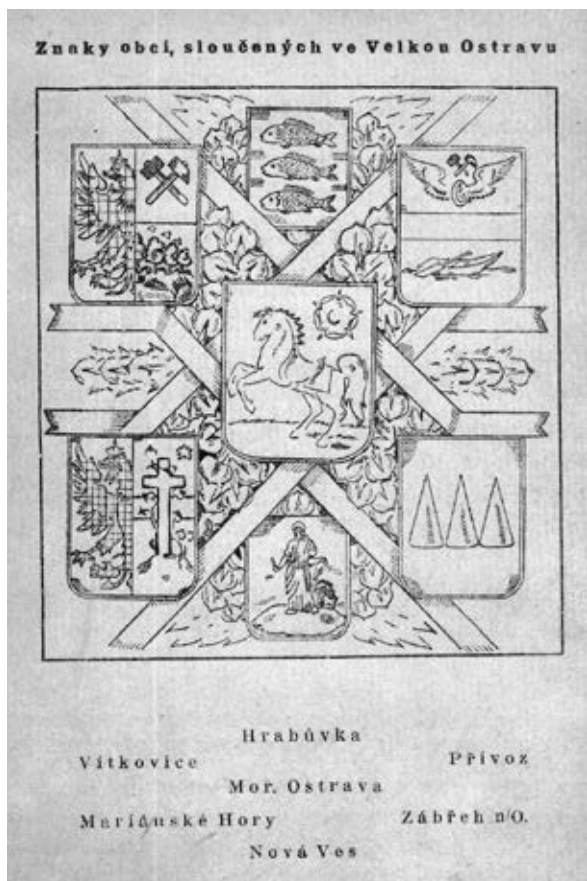 Znaky obcí, sloučených ve Velkou Ostravu
Hrabůvka
Vítkovice Přívoz
Mor. Ostrava
Mariánské Hory Zábřeh n/O.
Nová Ves